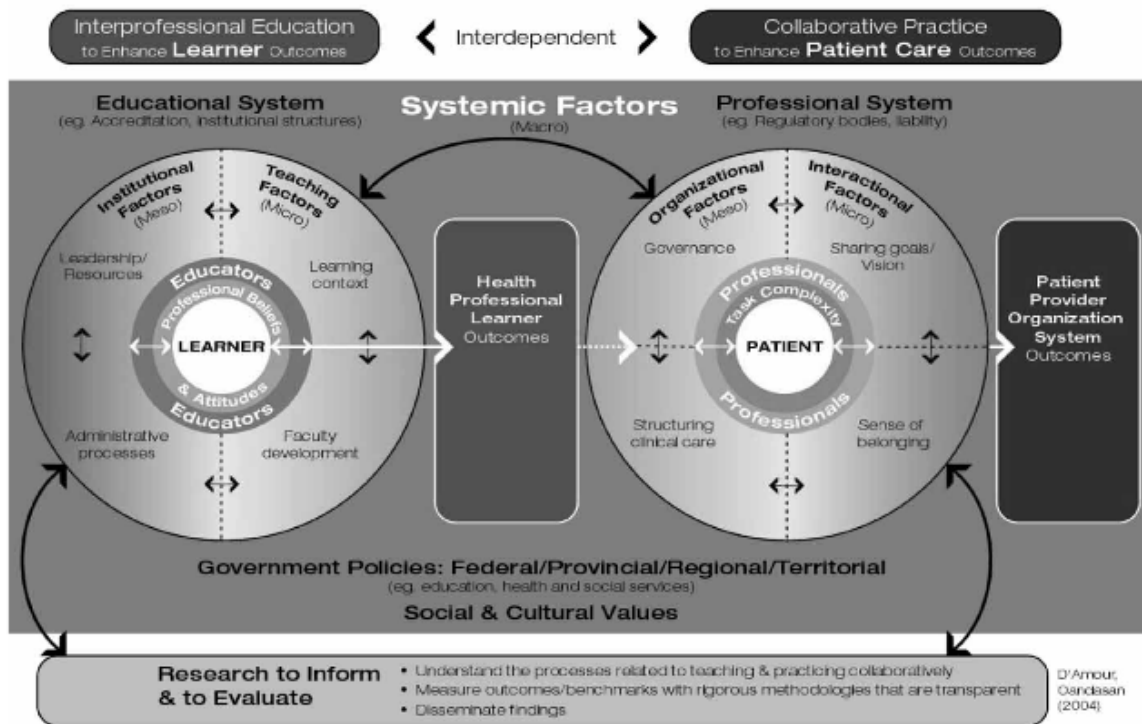 Interprofessional Education
to Enhance Learner Outcomes
Interdependent
Collaborative Practice
to Enhance Patient Care Outcomes
Educational System
(eg. Accreditation, institutional structures)
Systemic Factors
(Macro)
Professional System
(eg. Regulatory bodies, liability)
Institutional
Factors
(Meso)
Teaching
Factors
(Micro)
Leadership/
Resources
Learning
context
Educators
Professional Beliefs
LEARNER
& Attitudes
Educators
Administrative
processes
Faculty
development
Health
Professional
Learner
Outcomes
Organizational
Factors
(Meso)
Interactional
Factors
(Micro)
Governance
Sharing goals/
Vision
Professionals
Task Complexity
PATIENT
Professionals
Structuring
clinical care
Sense of
belonging
Patient
Provider
Organization
System
Outcomes
Government Policies: Federal/Provincial/Regional/Territorial
(eg. education, health and social services)
Social & Cultural Values
Research to Inform
& to Evaluate
• Understand the processes related to teaching & practicing collaboratively
• Measure outcomes/benchmarks with rigorous methodologies that are transparent
• Disseminate findings
D'Amour,
Oandasan
(2004)